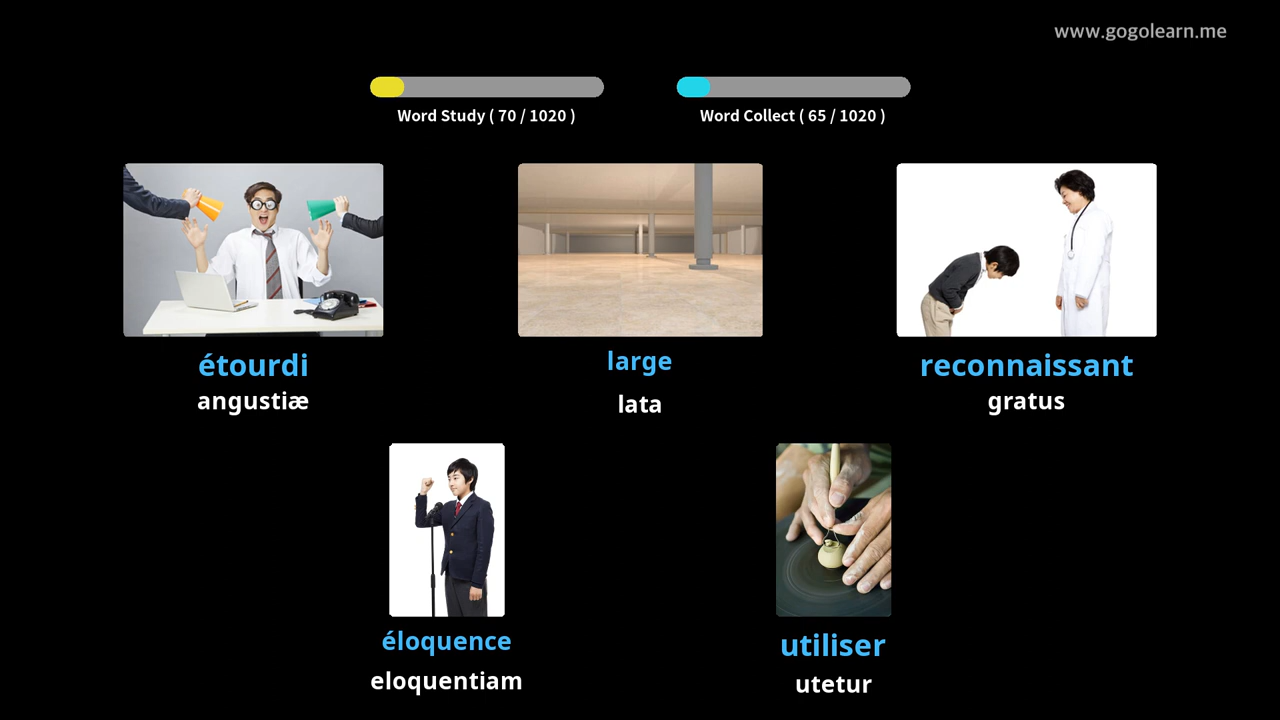 www.gogolearn.me
Word Study ( 70 / 1020 )
Word Collect ( 65 / 1020 )
étourdi
angustiæ
large
lata
reconnaissant
gratus
éloquence
eloquentiam
utiliser
utetur